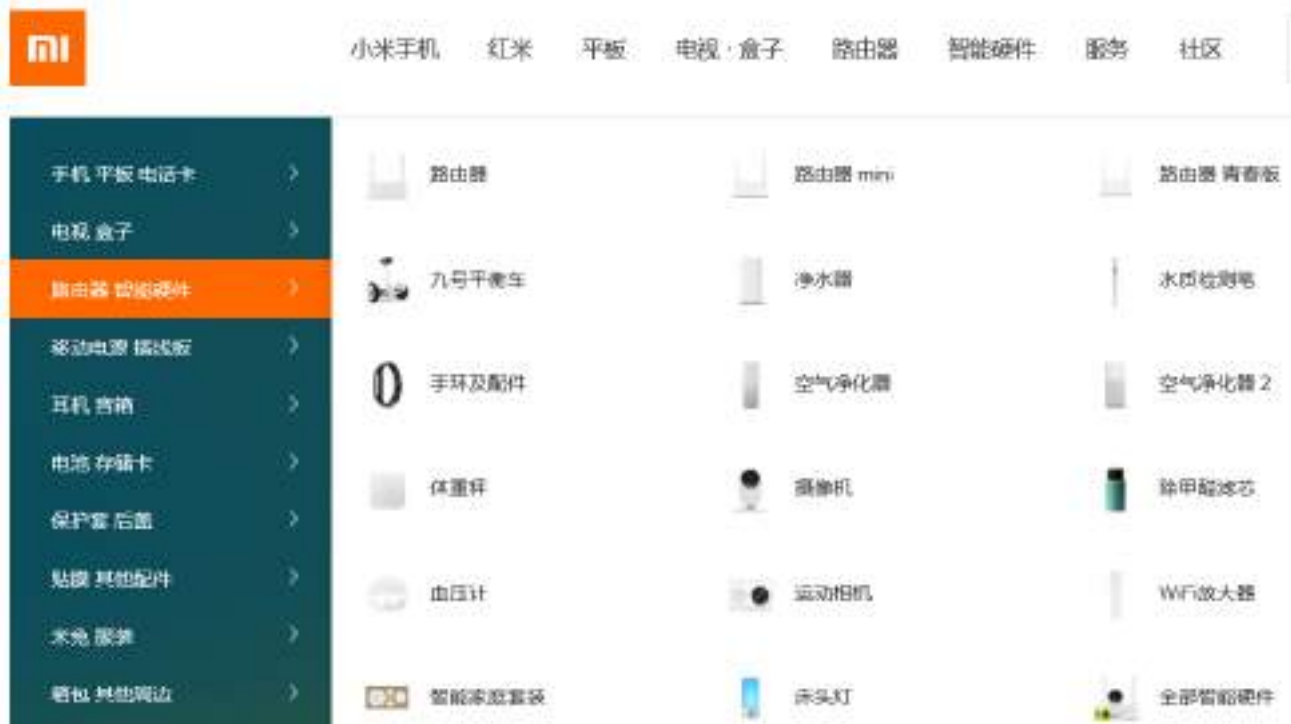 mi
小米手机 红米 平板 电视 · 盒子 路由器 智能硬件 服务 社区
手机 平板 电话卡
电视 盒子
路由器 智能硬件
移动电源 插线板
耳机 音箱
电池 存储卡
保护套 后盖
贴膜 其他配件
米兔 服装
箱包 其他周边
路由器 路由器 mini 路由器 青春版
九号平衡车 净水器 水质检测笔
手环及配件 空气净化器 空气净化器 2
体重秤 摄像机 除甲醛滤芯
血压计 运动相机 WiFi放大器
智能家庭套装 床头灯 全部智能硬件